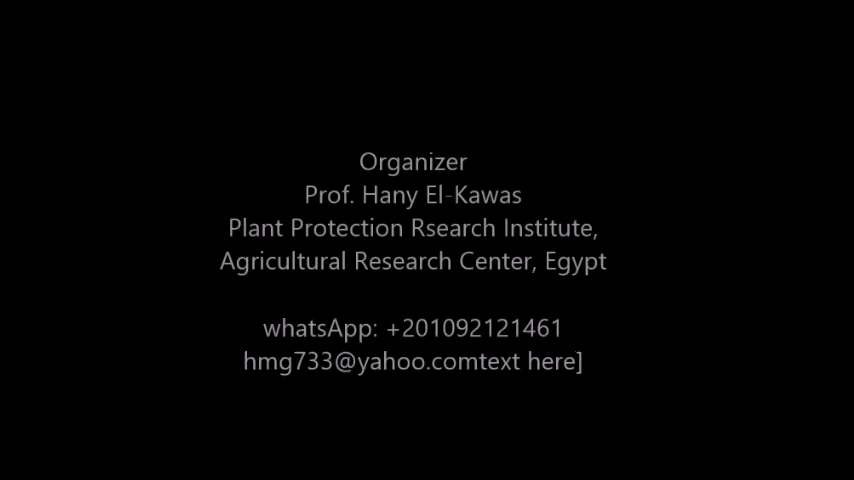 Organizer
Prof. Hany El-Kawas
Plant Protection Rsearch Institute,
Agricultural Research Center, Egypt
whatsApp: +201092121461
hmg733@yahoo.comtext here]